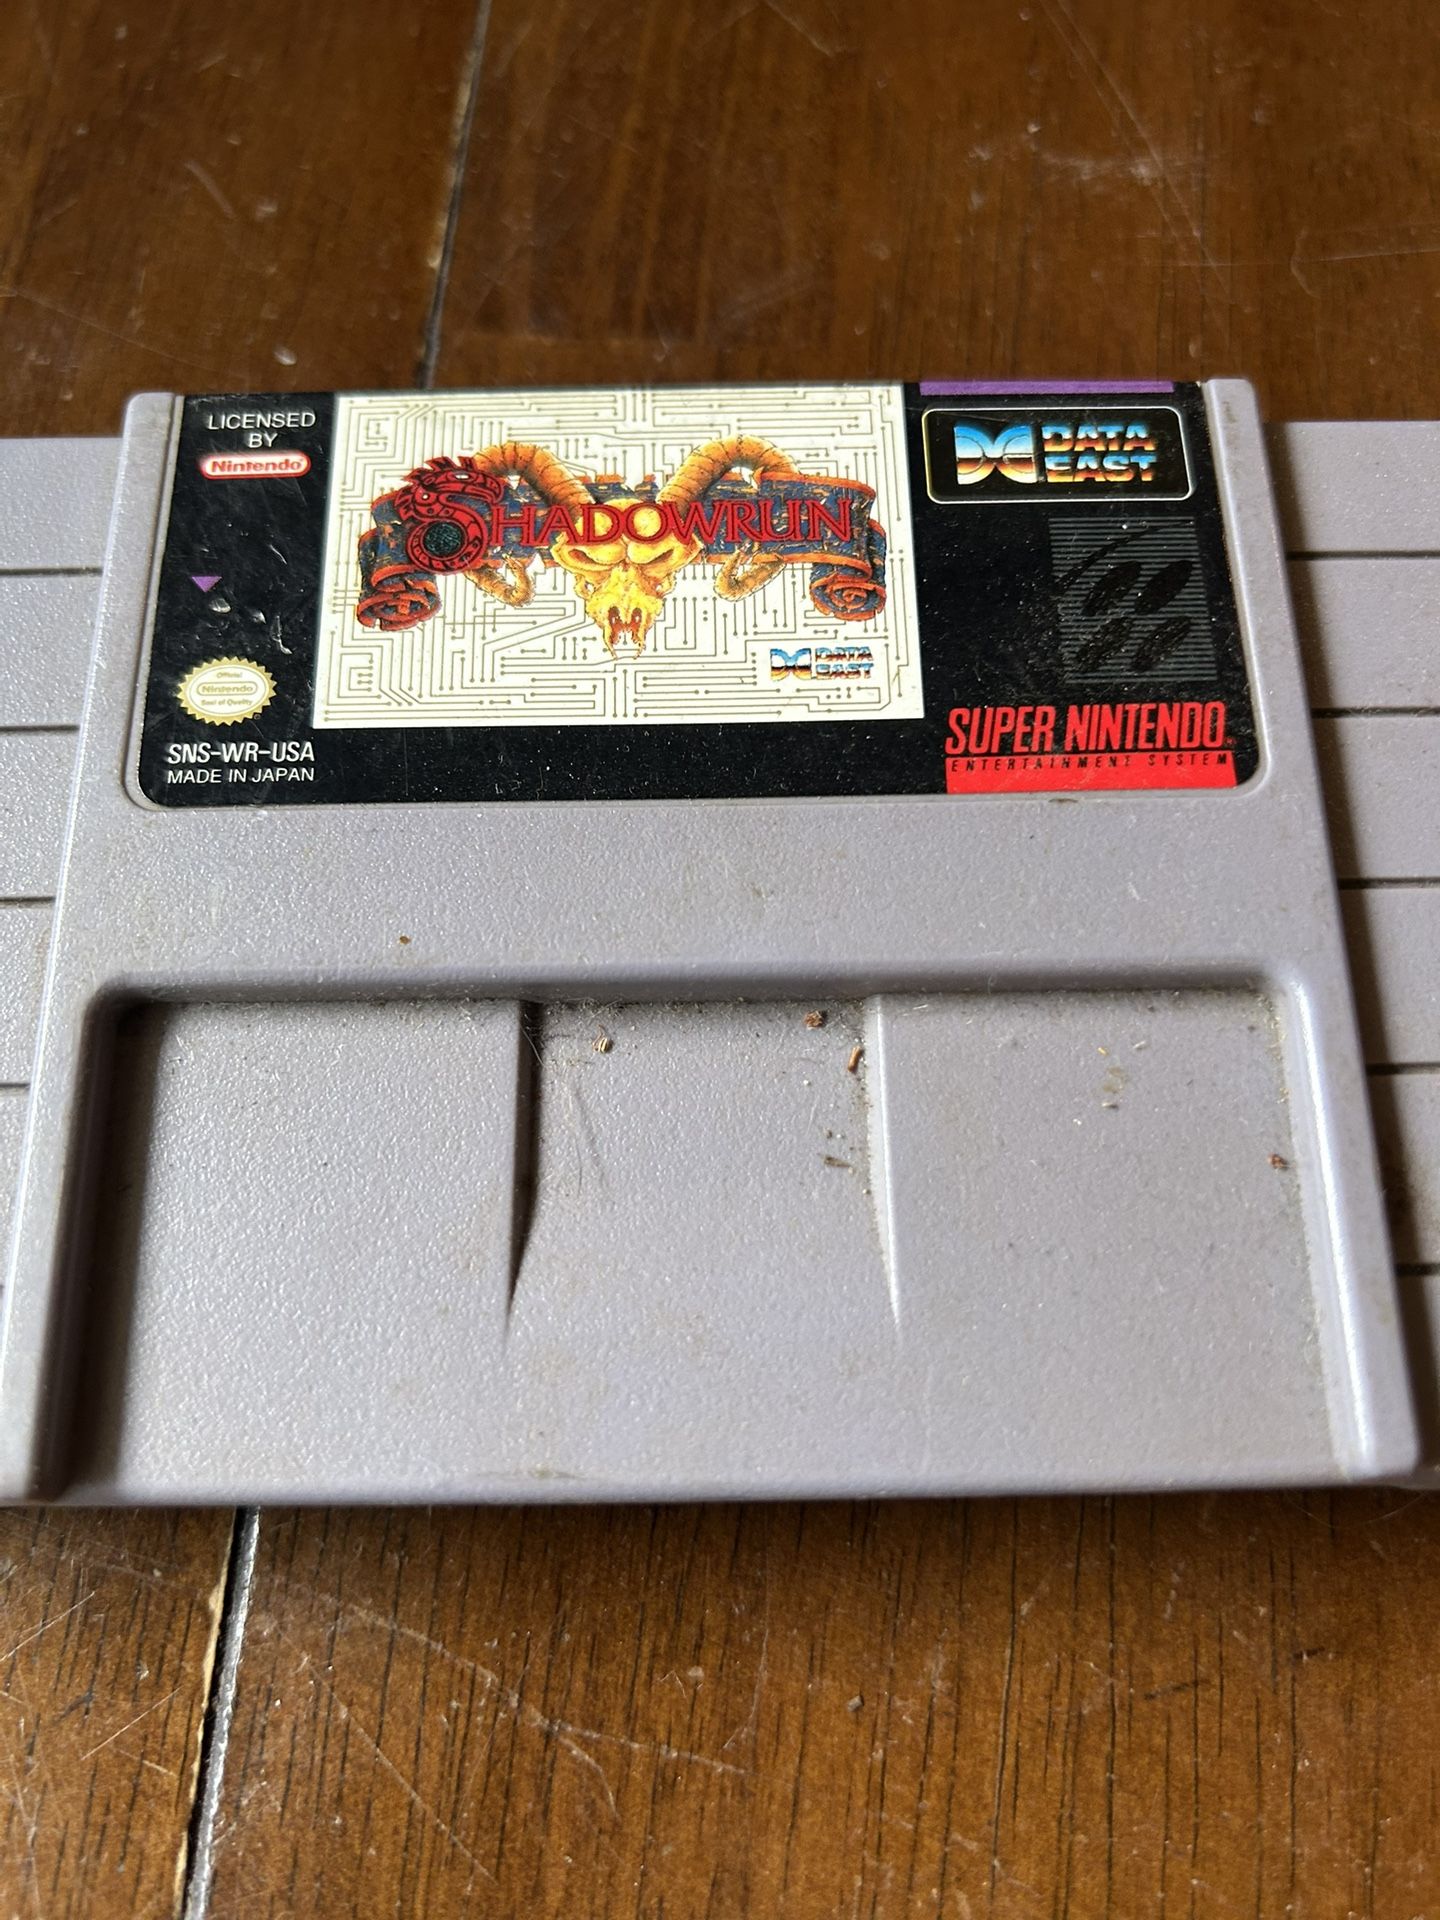 LICENSED
BY
Nintendo
SHADOWRUN
DATA
EAST
DATA
EAST
Official
Nintendo
Seal of Quality
SNS-WR-USA
MADE IN JAPAN
SUPER NINTENDO
ENTERTAINMENT SYSTEM